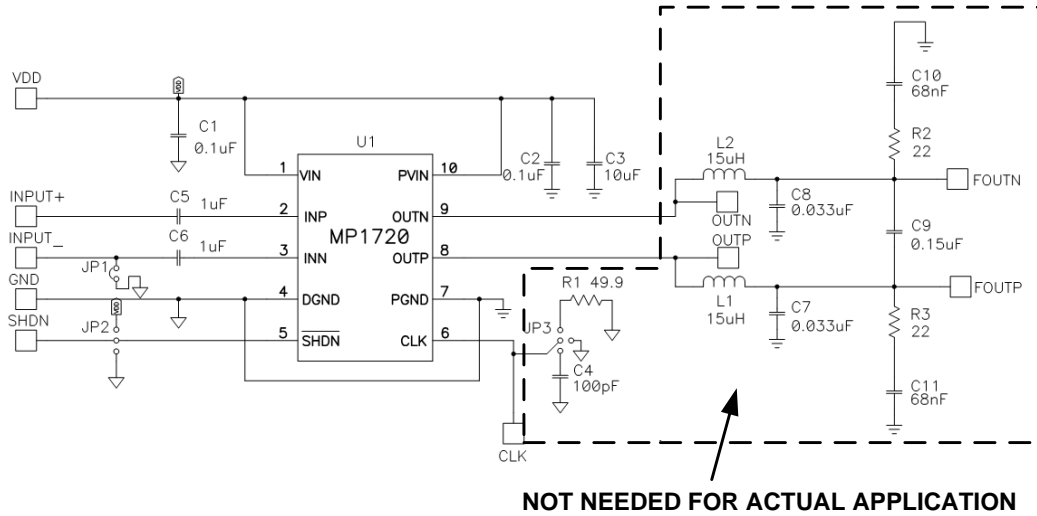 VDD
VDD
C1
0.1uF
U1
1
VIN
PVIN
10
C2
0.1uF
C3
10uF
INPUT+
C5
1uF
2
INP
OUTN
9
MP1720
INPUT_
C6
1uF
3
INN
OUTP
8
JP1
GND
4
DGND
PGND
7
VDD
SHDN
JP2
5
SHDN
CLK
6
R1 49.9
JP3
C4
100pF
CLK
L2
15uH
OUTN
OUTP
L1
15uH
C8
0.033uF
C7
0.033uF
C10
68nF
R2
22
FOUTN
C9
0.15uF
FOUTP
R3
22
C11
68nF
NOT NEEDED FOR ACTUAL APPLICATION